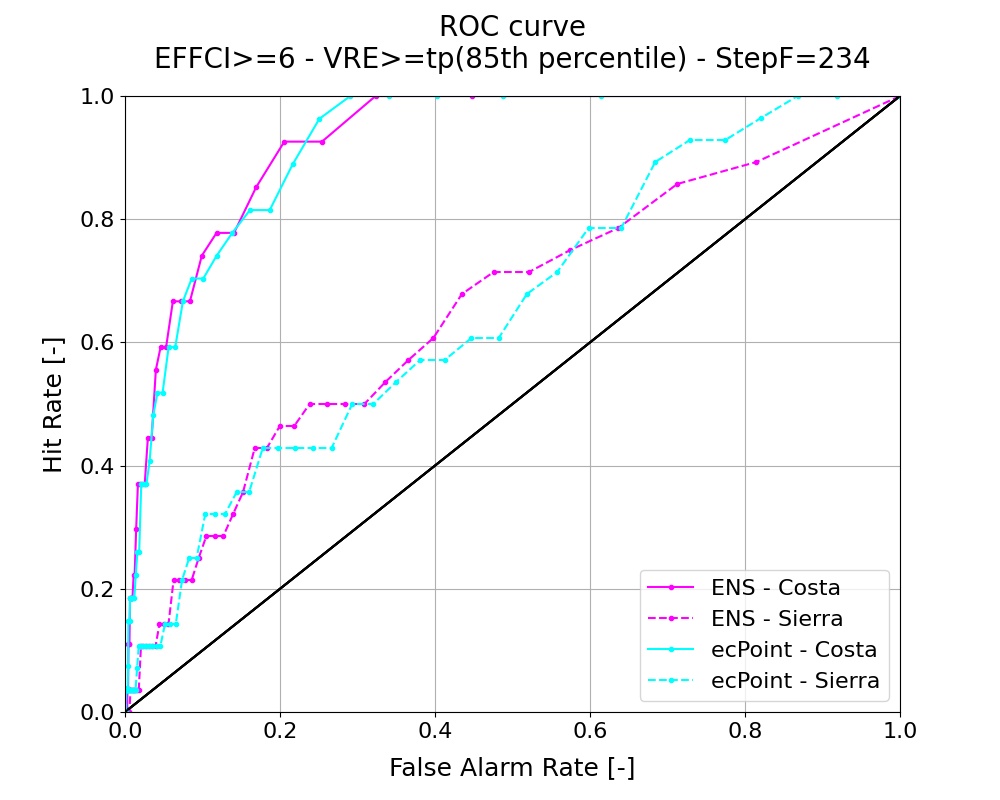 ROC curve
EFFCI>=6 - VRE>=tp(85th percentile) - StepF=234
1.0
0.8
0.6
0.4
0.2
0.0
Hit Rate [-]
0.0 0.2 0.4 0.6 0.8 1.0
False Alarm Rate [-]
ENS - Costa
ENS - Sierra
ecPoint - Costa
ecPoint - Sierra